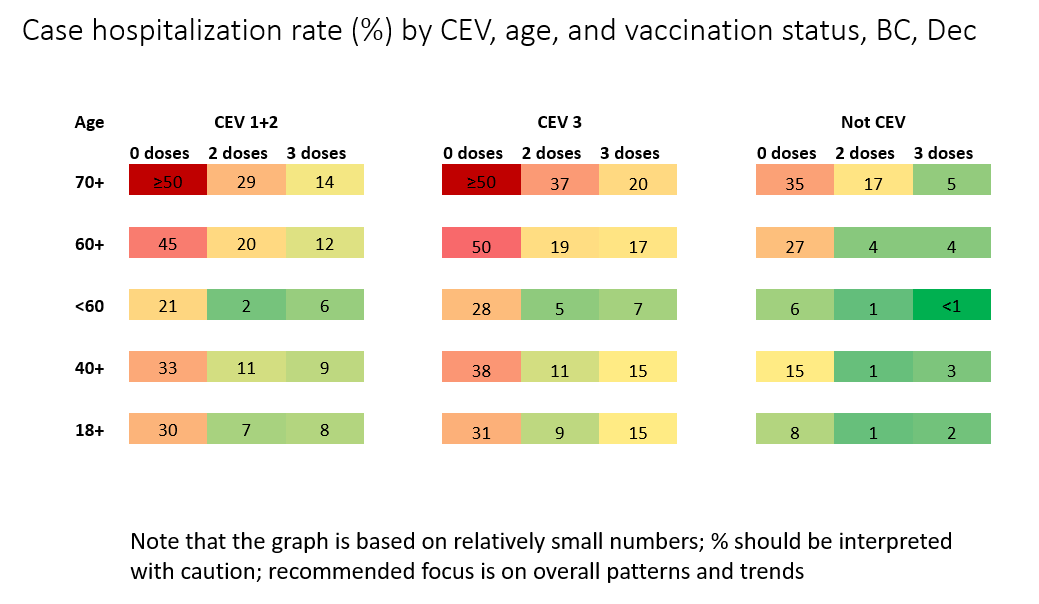 Case hospitalization rate (%) by CEV, age, and vaccination status, BC, Dec
Age CEV 1+2 CEV 3 Not CEV
0 doses 2 doses 3 doses 0 doses 2 doses 3 doses 0 doses 2 doses 3 doses
70+ >50 29 14 >50 37 20 35 17 5
60+ 45 20 12 50 19 17 27 4 4
<60 21 2 6 28 5 7 6 1 <1
40+ 33 11 9 38 11 15 15 1 3
18+ 30 7 8 31 9 15 8 1 2
Note that the graph is based on relatively small numbers; % should be interpreted
with caution; recommended focus is on overall patterns and trends